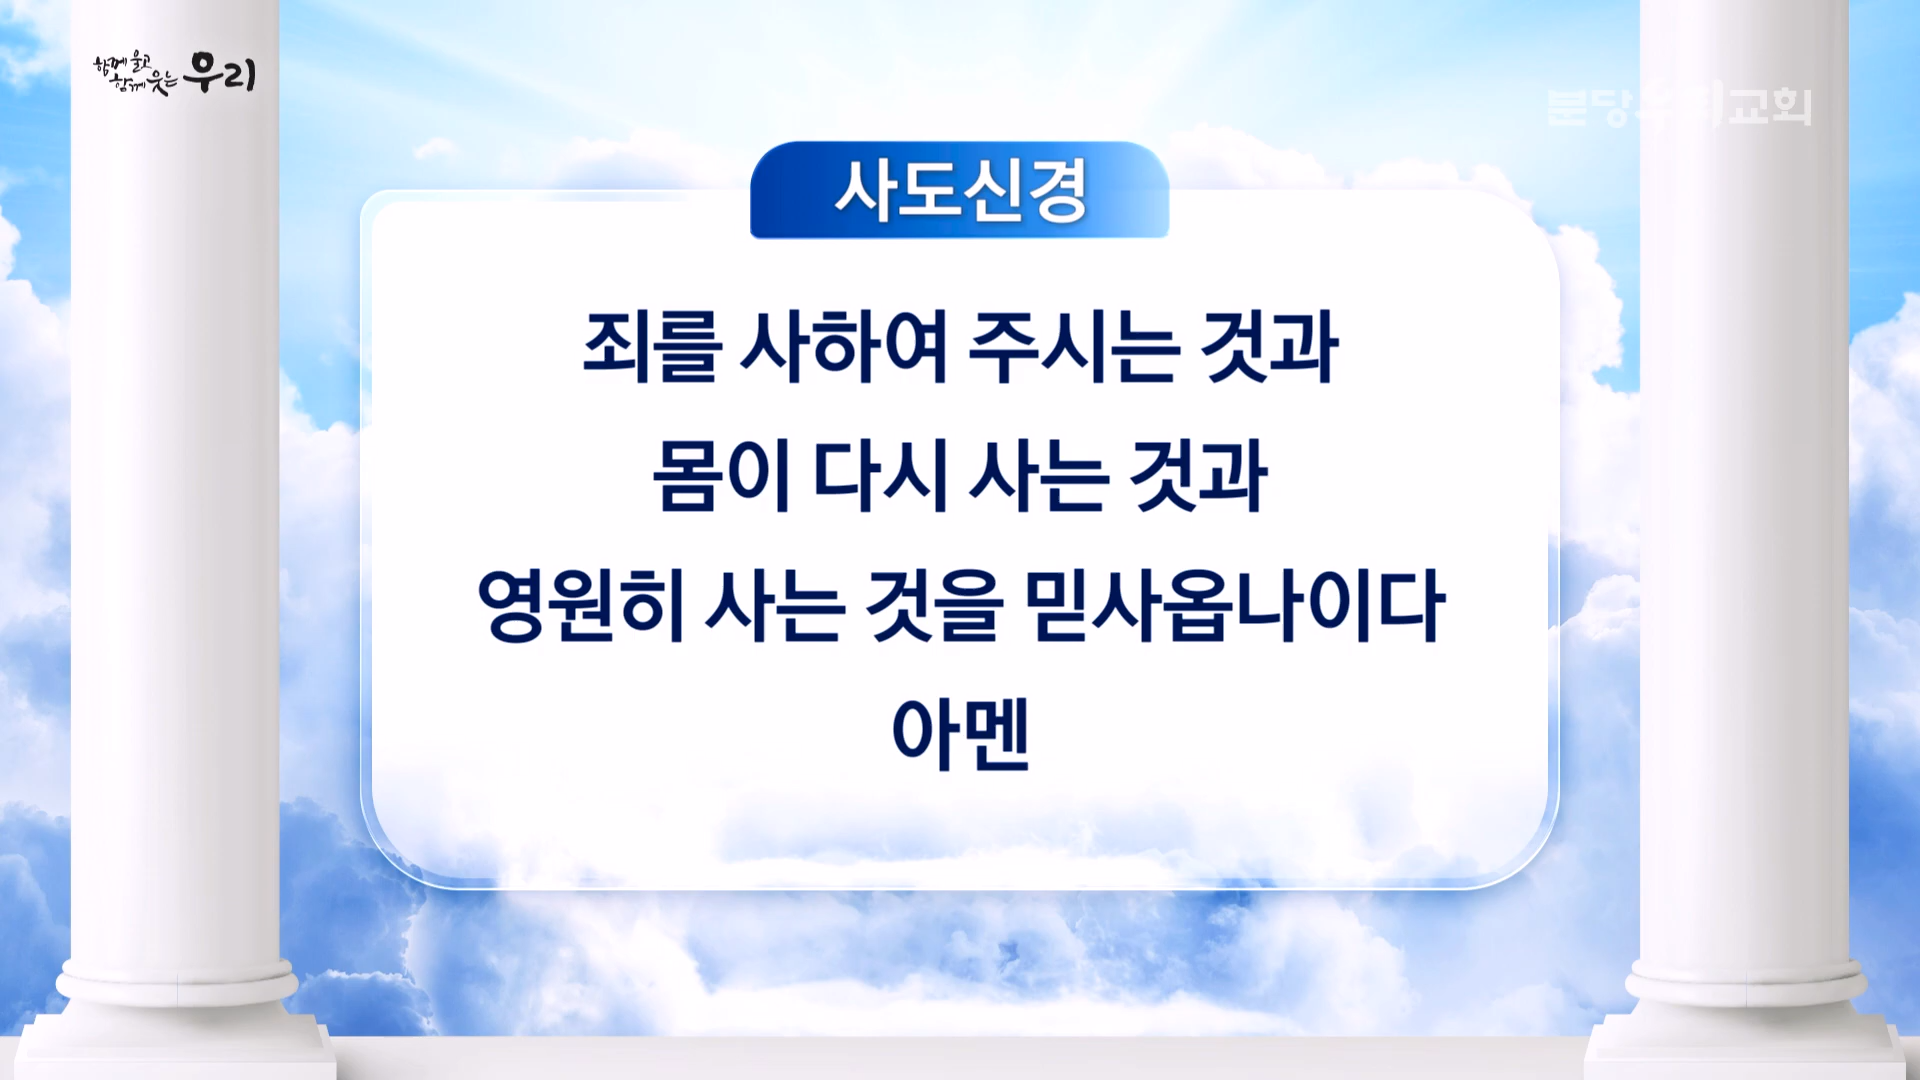 함께 울고
함께 웃는 우리
분당우리교회
사도신경
죄를 사하여 주시는 것과
몸이 다시 사는 것과
영원히 사는 것을 믿사옵나이다
아멘